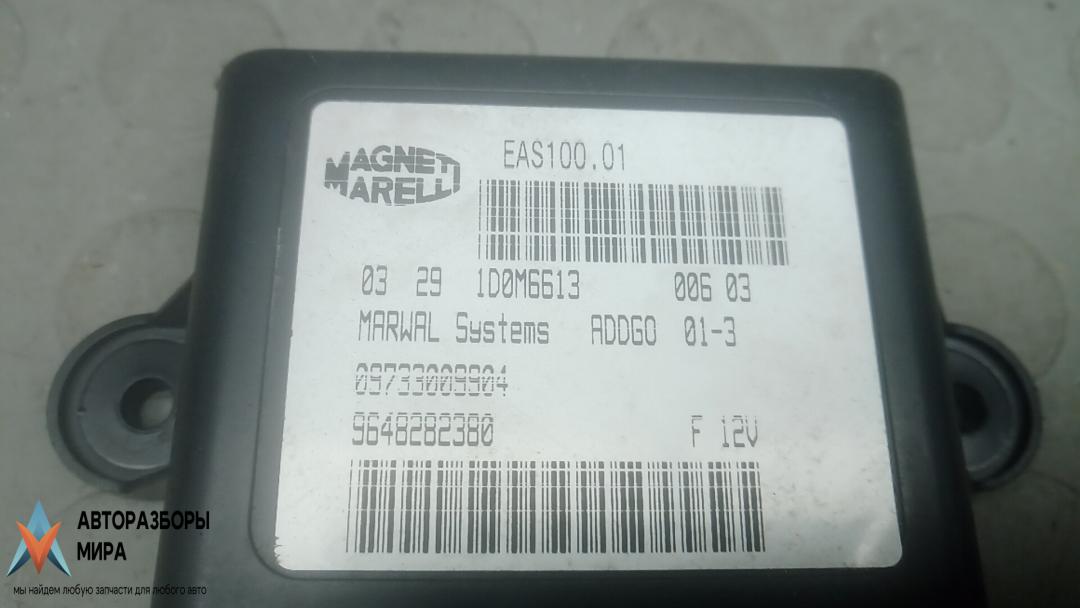 MAGNETI
MARELLI
EAS100.01
03 29 1D0M6613 006 03
MARWAL Systems ADDGO 01-3
09733009904
9648282380 F 12V
АВТОРАЗБОРЫ
МИРА
мы найдем любую запчасти для любого авто